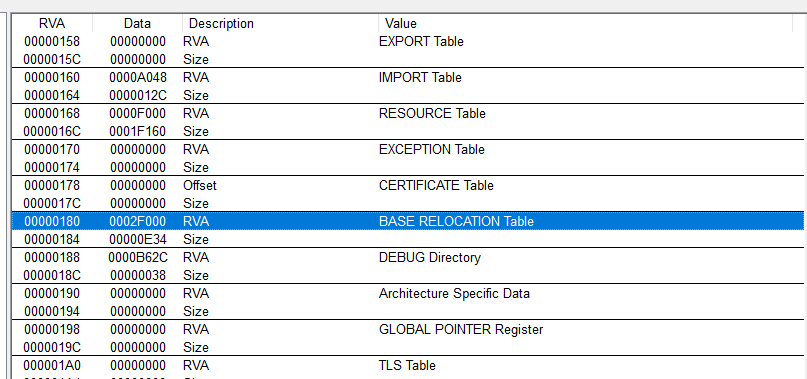 RVA Data Description Value
00000158 00000000 RVA EXPORT Table
0000015C 00000000 Size
00000160 0000A048 RVA IMPORT Table
00000164 0000012C Size
00000168 0000F000 RVA RESOURCE Table
0000016C 0001F160 Size
00000170 00000000 RVA EXCEPTION Table
00000174 00000000 Size
00000178 00000000 Offset CERTIFICATE Table
0000017C 00000000 Size
00000180 0002F000 RVA BASE RELOCATION Table
00000184 00000E34 Size
00000188 0000B62C RVA DEBUG Directory
0000018C 00000038 Size
00000190 00000000 RVA Architecture Specific Data
00000194 00000000 Size
00000198 00000000 RVA GLOBAL POINTER Register
0000019C 00000000 Size
000001A0 00000000 RVA TLS Table